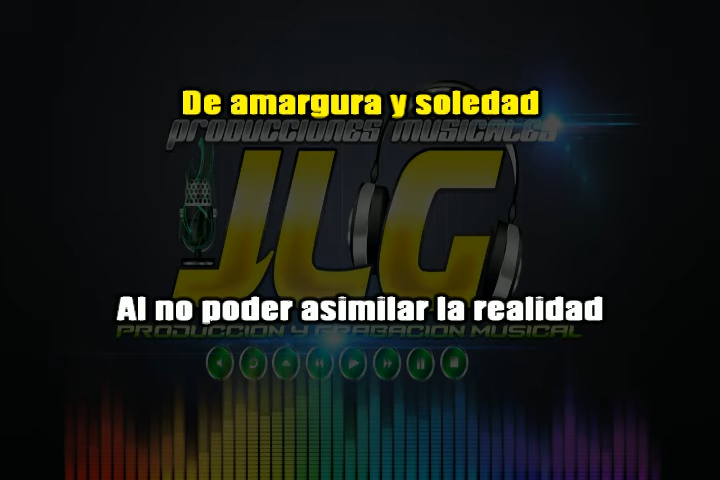 De amargura y soledad
PRODUCCIONES MUSICALES
JLG
Al no poder asimilar la realidad
PRODUCCION Y GRABACION MUSICAL